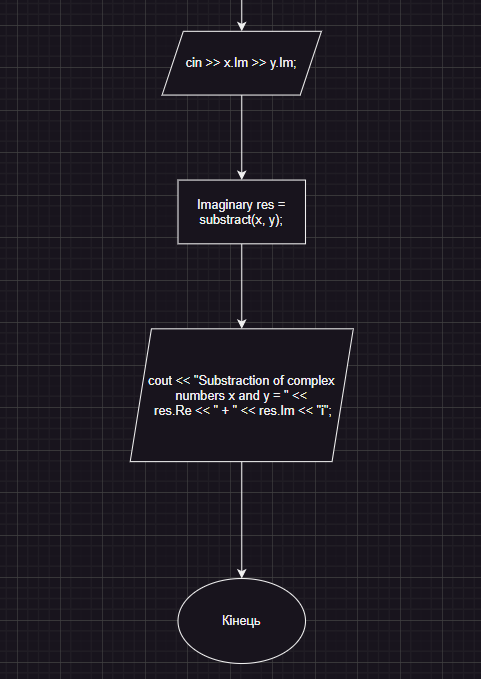 cin >> x.Im >> y.Im;
Imaginary res =
substract(x, y);
cout << "Substraction of complex
numbers x and y = " <<
res.Re << " + " << res.Im << "i";
Кінець